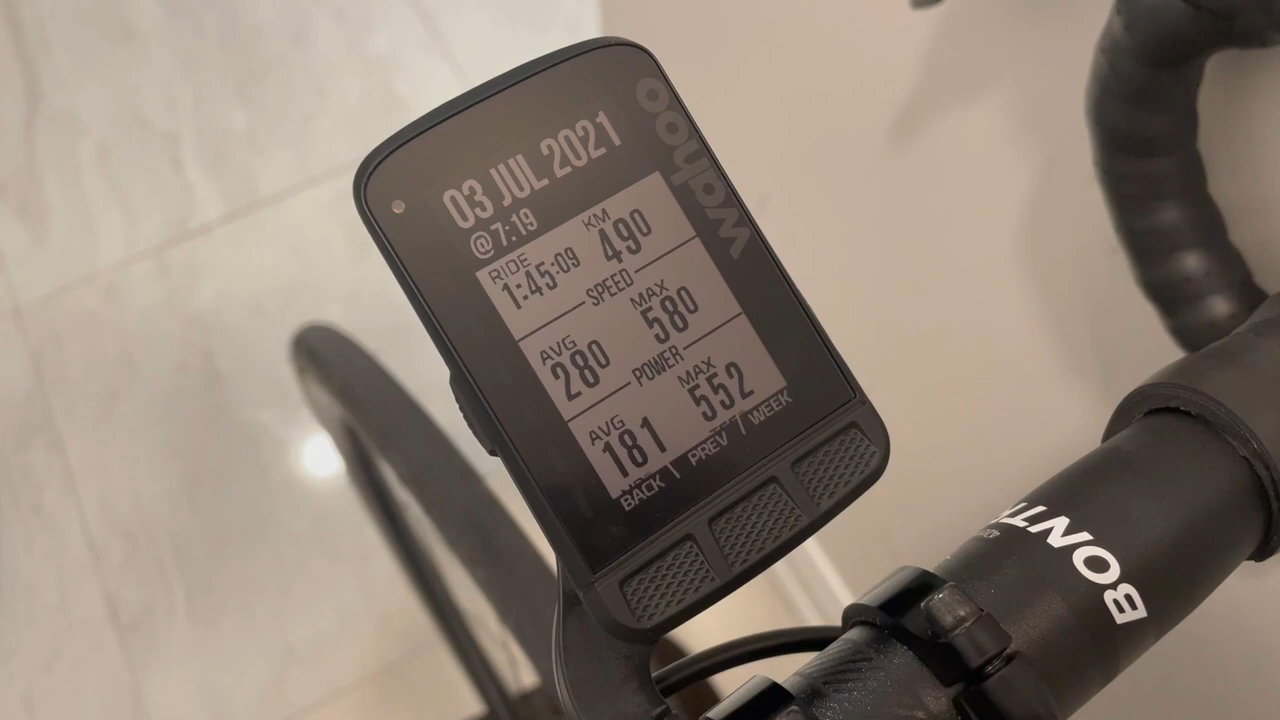 wahoo
03 JUL 2021
@7:19
RIDE KM
1:45:09 49⁰
SPEED
AVG MAX
28⁰ 58⁰
POWER
AVG MAX
181 552
BACK PREV WEEK
BONT